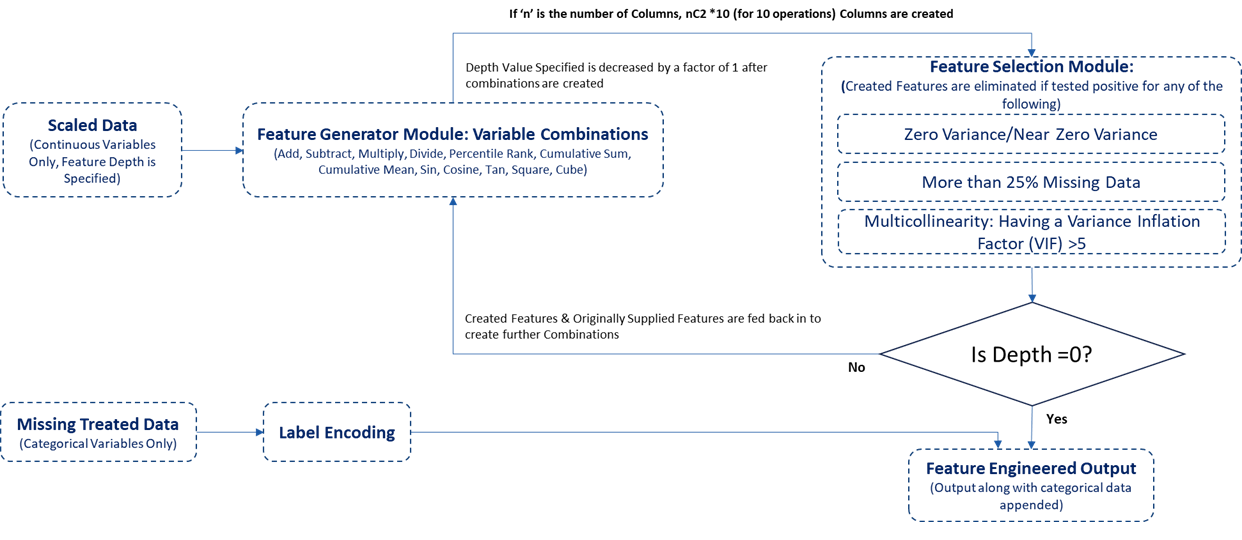 If ‘n’ is the number of Columns, nC2 *10 (for 10 operations) Columns are created
Depth Value Specified is decreased by a factor of 1 after
combinations are created
Scaled Data
(Continuous Variables
Only, Feature Depth is
Specified)
Feature Generator Module: Variable Combinations
(Add, Subtract, Multiply, Divide, Percentile Rank, Cumulative Sum,
Cumulative Mean, Sin, Cosine, Tan, Square, Cube)
Feature Selection Module:
(Created Features are eliminated if tested positive for any of the
following)
Zero Variance/Near Zero Variance
More than 25% Missing Data
Multicollinearity: Having a Variance Inflation
Factor (VIF) >5
Created Features & Originally Supplied Features are fed back in to
create further Combinations
Is Depth =0?
No
Yes
Missing Treated Data
(Categorical Variables Only)
Label Encoding
Feature Engineered Output
(Output along with categorical data
appended)